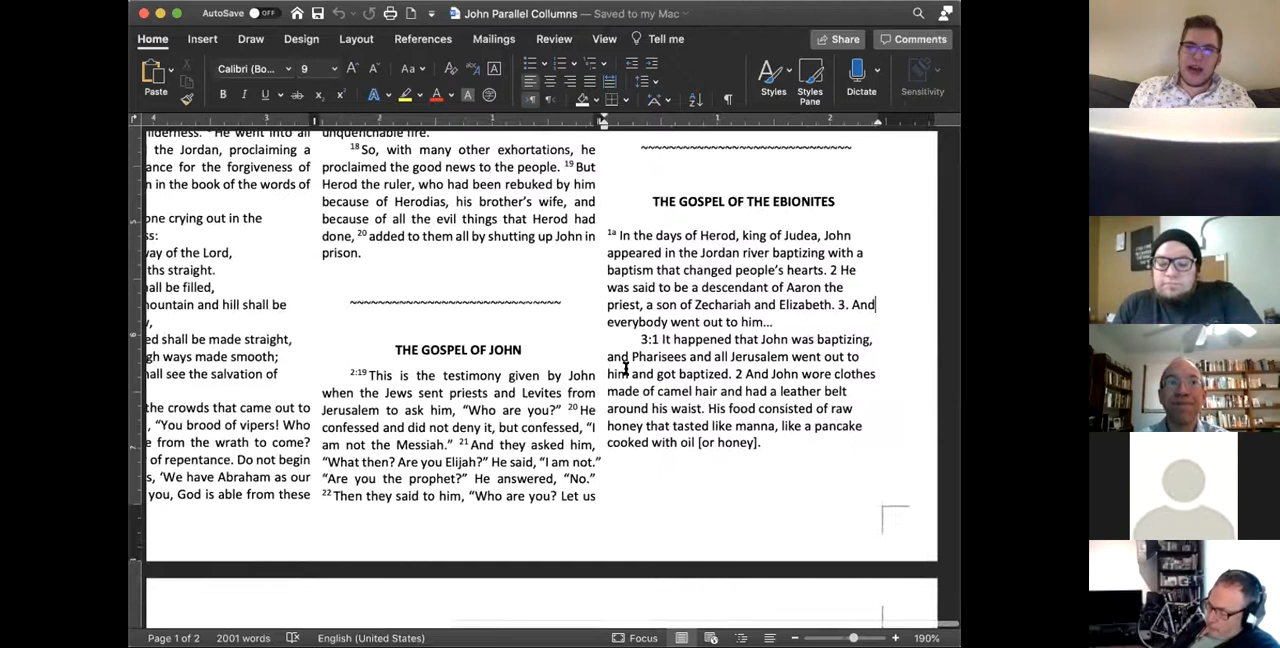 AutoSave OFF
John Parallel Collumns — Saved to my Mac
Home Insert Draw Design Layout References Mailings Review View Tell me Share Comments
Paste
Calibri (Bo... 9
Styles
Styles Pane
Dictate
Sensitivity
ilderness. He went into all
the Jordan, proclaiming a
ance for the forgiveness of
n in the book of the words of
one crying out in the
ss:
way of the Lord,
ths straight.
hall be filled,
mountain and hill shall be
y,
ed shall be made straight,
gh ways made smooth;
hall see the salvation of
the crowds that came out to
, “You brood of vipers! Who
e from the wrath to come?
of repentance. Do not begin
s, ‘We have Abraham as our
you, God is able from these
unquenchable fire.
18 So, with many other exhortations, he
proclaimed the good news to the people. 19 But
Herod the ruler, who had been rebuked by him
because of Herodias, his brother’s wife, and
because of all the evil things that Herod had
done, 20 added to them all by shutting up John in
prison.
~~~~~~~~~~~~~~~~~~~~~~~~~~~~~
THE GOSPEL OF JOHN
2:19 This is the testimony given by John
when the Jews sent priests and Levites from
Jerusalem to ask him, “Who are you?” 20 He
confessed and did not deny it, but confessed, “I
am not the Messiah.” 21 And they asked him,
“What then? Are you Elijah?” He said, “I am not.”
“Are you the prophet?” He answered, “No.”
22 Then they said to him, “Who are you? Let us
~~~~~~~~~~~~~~~~~~~~~~~~~~~~~
THE GOSPEL OF THE EBIONITES
1a In the days of Herod, king of Judea, John
appeared in the Jordan river baptizing with a
baptism that changed people’s hearts. 2 He
was said to be a descendant of Aaron the
priest, a son of Zechariah and Elizabeth. 3. And
everybody went out to him…
3:1 It happened that John was baptizing,
and Pharisees and all Jerusalem went out to
him and got baptized. 2 And John wore clothes
made of camel hair and had a leather belt
around his waist. His food consisted of raw
honey that tasted like manna, like a pancake
cooked with oil [or honey].
Page 1 of 2 2001 words English (United States) Focus 190%